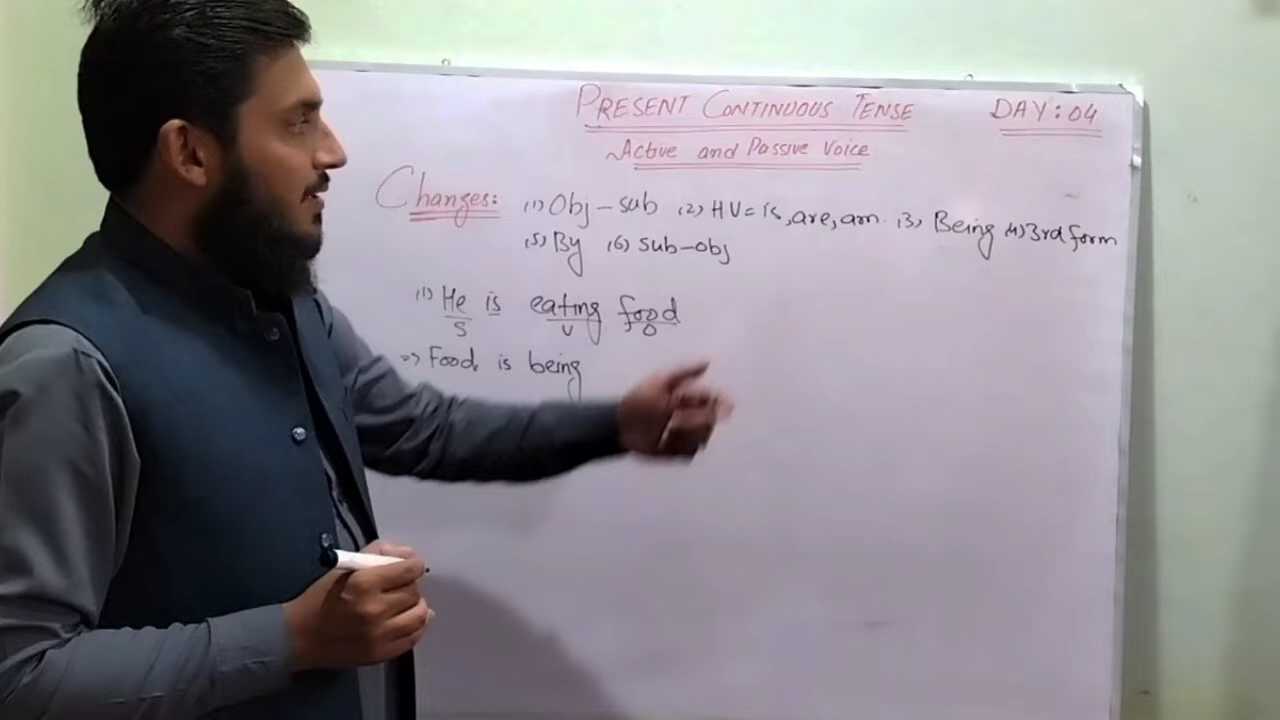 PRESENT CONTINUOUS TENSE DAY: 04
Active and Passive Voice
Changes: (1) Obj-sub (2) HV= is, are, am. (3) Being (4) 3rd form
(5) By (6) Sub-obj
(1) He is eating food
S V O
=> Food is being